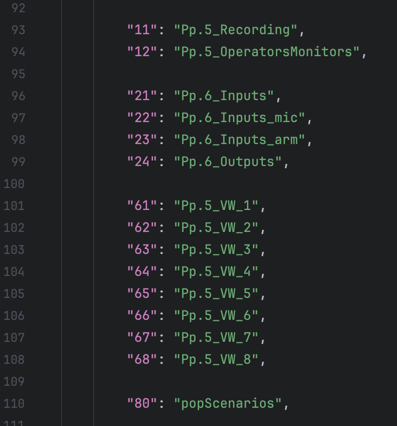 92
93 "11": "Pp.5_Recording",
94 "12": "Pp.5_OperatorsMonitors",
95
96 "21": "Pp.6_Inputs",
97 "22": "Pp.6_Inputs_mic",
98 "23": "Pp.6_Inputs_arm",
99 "24": "Pp.6_Outputs",
100
101 "61": "Pp.5_VW_1",
102 "62": "Pp.5_VW_2",
103 "63": "Pp.5_VW_3",
104 "64": "Pp.5_VW_4",
105 "65": "Pp.5_VW_5",
106 "66": "Pp.5_VW_6",
107 "67": "Pp.5_VW_7",
108 "68": "Pp.5_VW_8",
109
110 "80": "popScenarios",
111